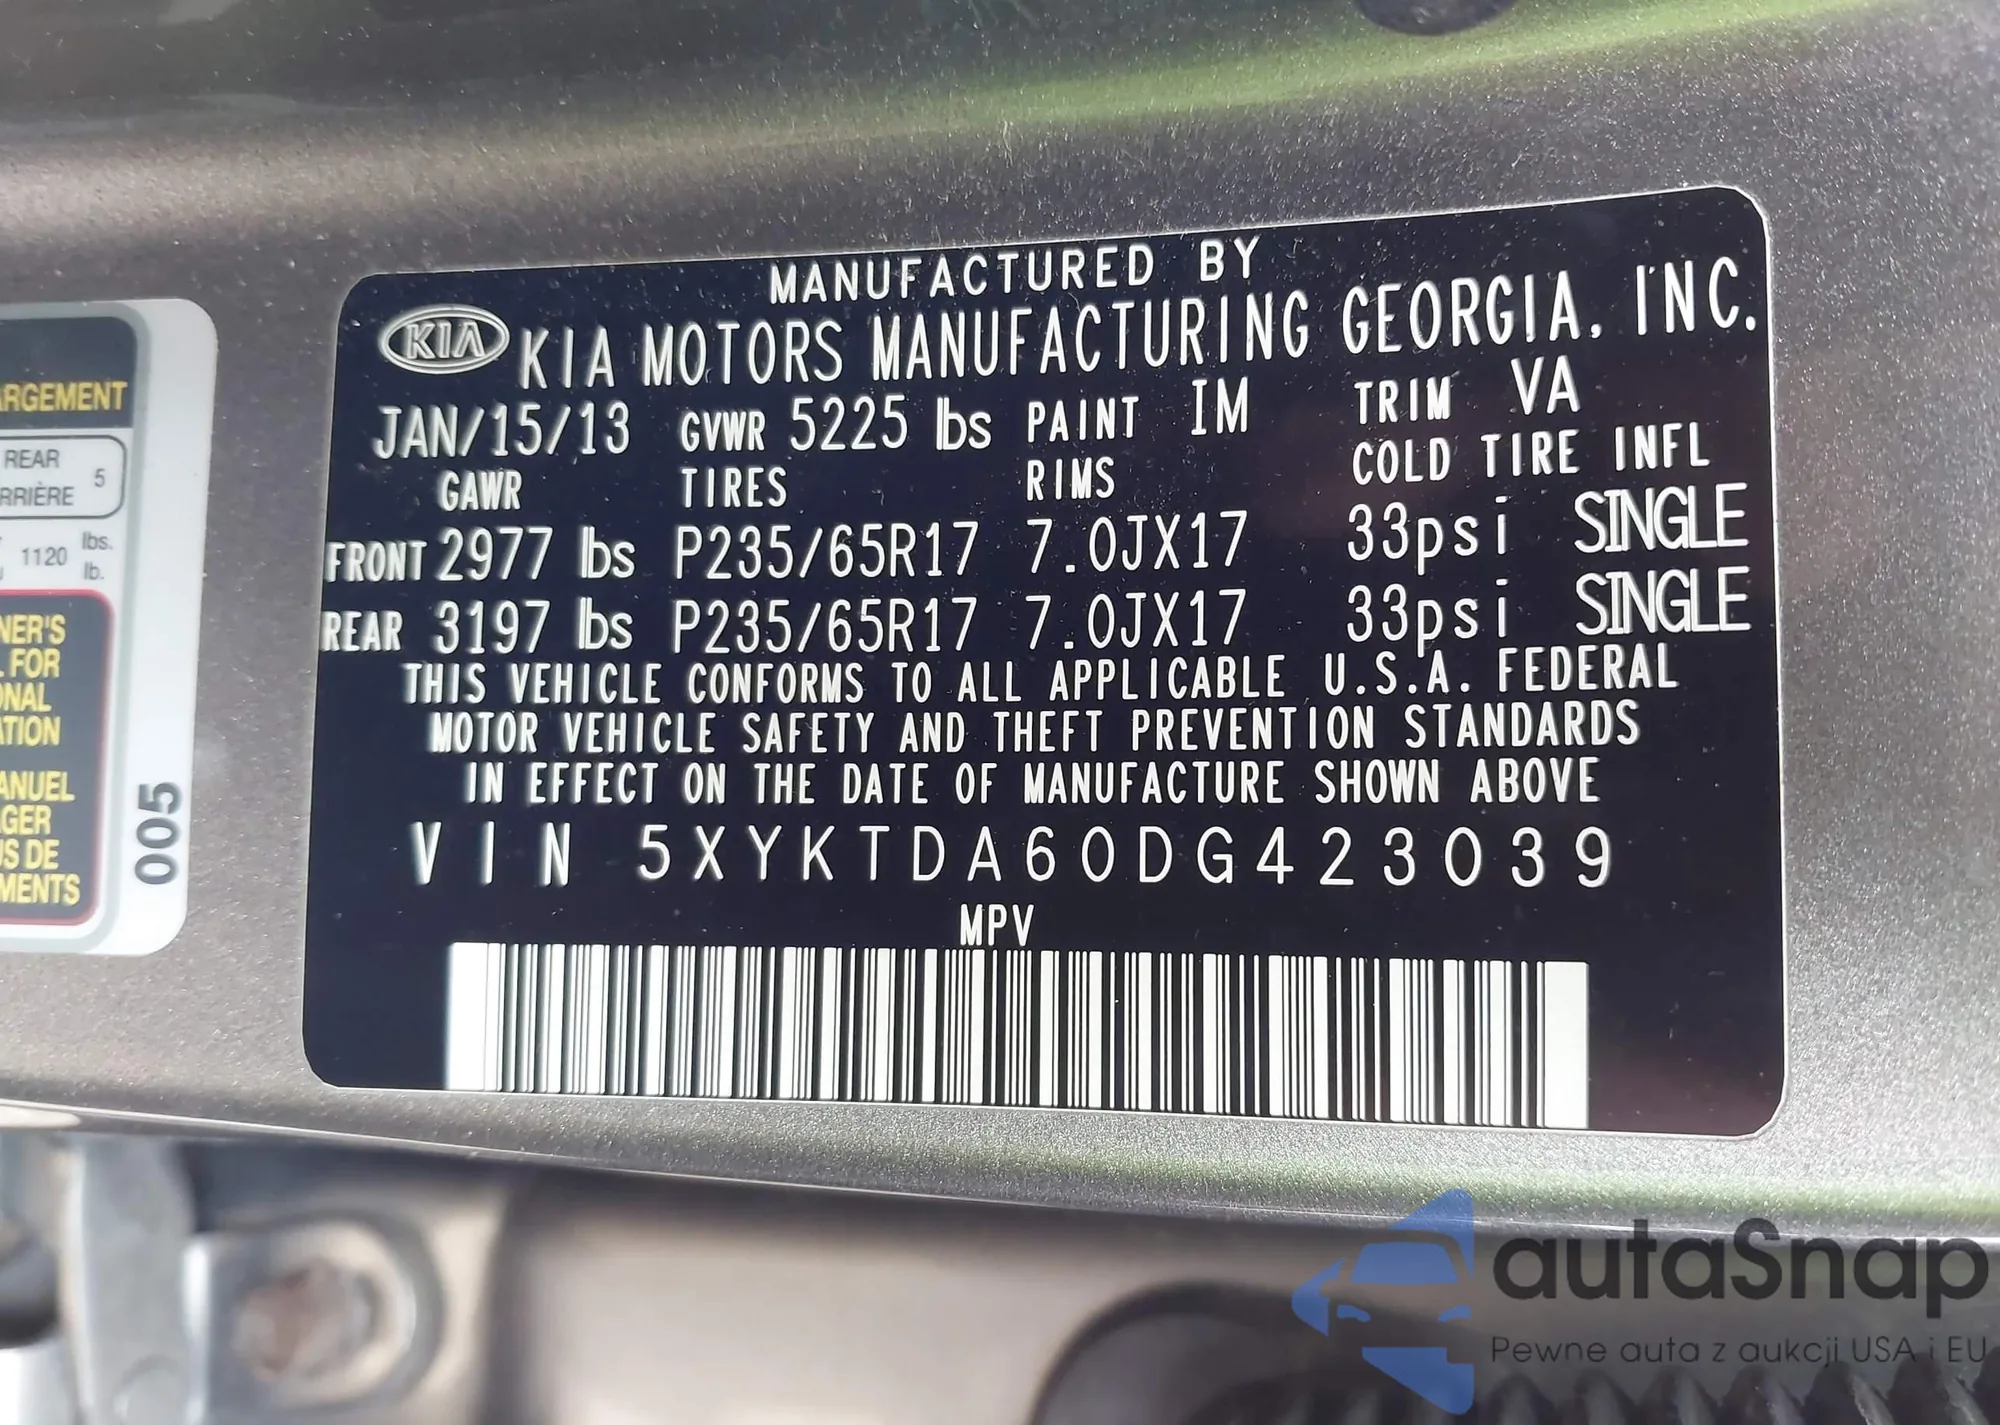 MANUFACTURED BY
KIA KIA MOTORS MANUFACTURING GEORGIA, INC.
JAN/15/13 GVWR 5225 lbs PAINT IM TRIM VA
GAWR TIRES RIMS COLD TIRE INFL
FRONT 2977 lbs P235/65R17 7.0JX17 33psi SINGLE
REAR 3197 lbs P235/65R17 7.0JX17 33psi SINGLE
THIS VEHICLE CONFORMS TO ALL APPLICABLE U.S.A. FEDERAL
MOTOR VEHICLE SAFETY AND THEFT PREVENTION STANDARDS
IN EFFECT ON THE DATE OF MANUFACTURE SHOWN ABOVE
VIN 5XYKTDA60DG423039
MPV
REAR 5
1120 lbs.
lb.
FOR
US DE
005
autaSnap
Pewne auta z aukcji USA i EU